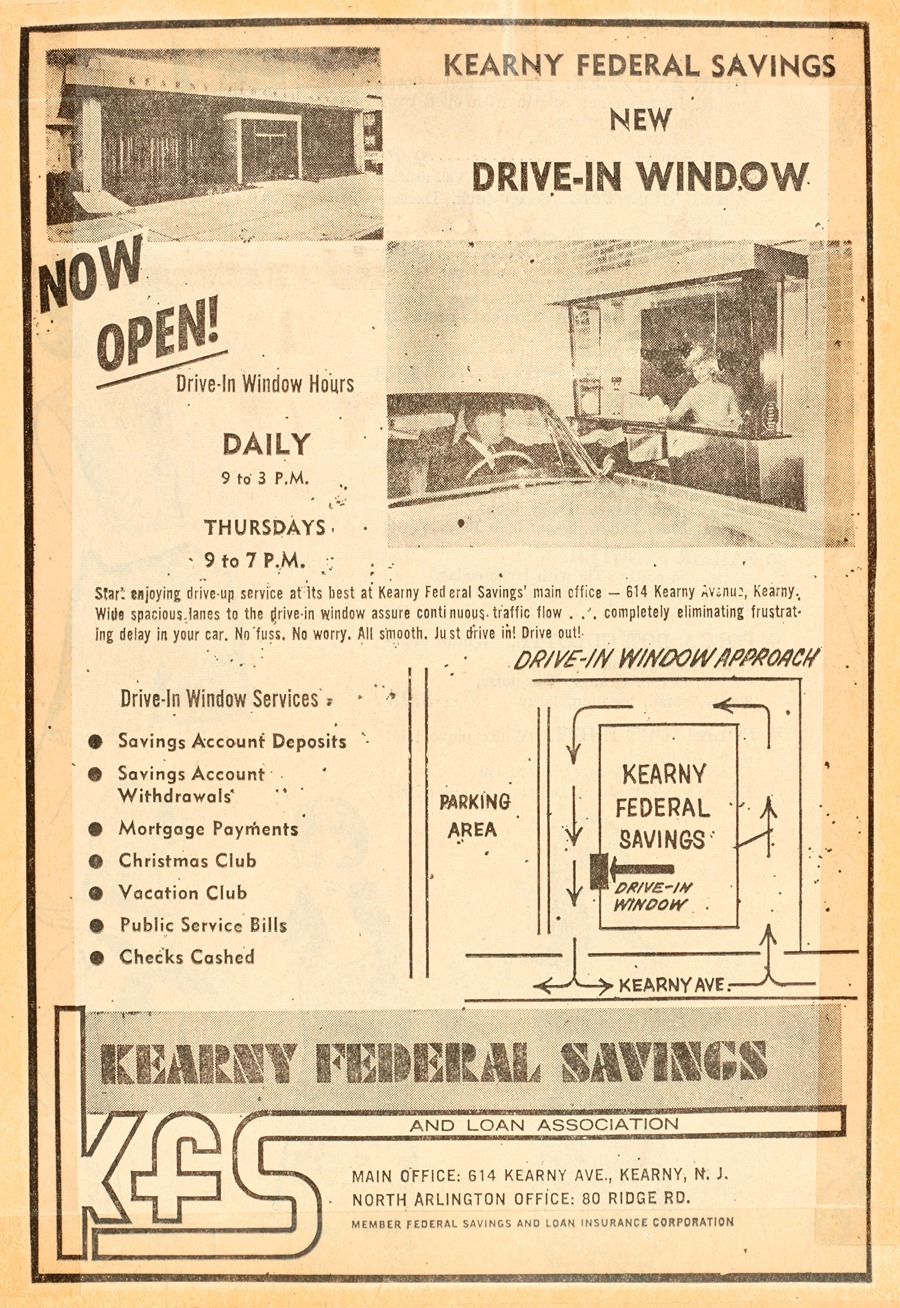 KEARNY FEDERAL SAVINGS
NEW
DRIVE-IN WINDOW
KEARNY FEDERAL
NOW
OPEN!
Drive-In Window Hours
DAILY
9 to 3 P.M.
THURSDAYS
9 to 7 P.M.
Start enjoying drive-up service at its best at Kearny Federal Savings' main office — 614 Kearny Avenue, Kearny.
Wide spacious lanes to the drive-in window assure continuous traffic flow . . . completely eliminating frustrat-
ing delay in your car. No fuss. No worry. All smooth. Just drive in! Drive out!
DRIVE-IN WINDOW APPROACH
Drive-In Window Services
● Savings Account Deposits
● Savings Account
Withdrawals
● Mortgage Payments
● Christmas Club
● Vacation Club
● Public Service Bills
● Checks Cashed
PARKING
AREA
KEARNY
FEDERAL
SAVINGS
DRIVE-IN
WINDOW
KEARNY AVE.
KEARNY FEDERAL SAVINGS
AND LOAN ASSOCIATION
kfs
MAIN OFFICE: 614 KEARNY AVE., KEARNY, N. J.
NORTH ARLINGTON OFFICE: 80 RIDGE RD.
MEMBER FEDERAL SAVINGS AND LOAN INSURANCE CORPORATION